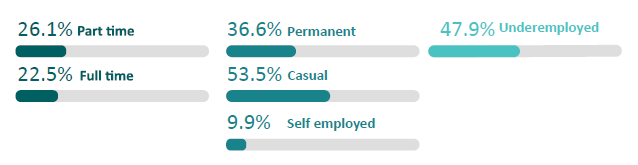 26.1% Part time
22.5% Full time
36.6% Permanent
53.5% Casual
9.9% Self employed
47.9% Underemployed